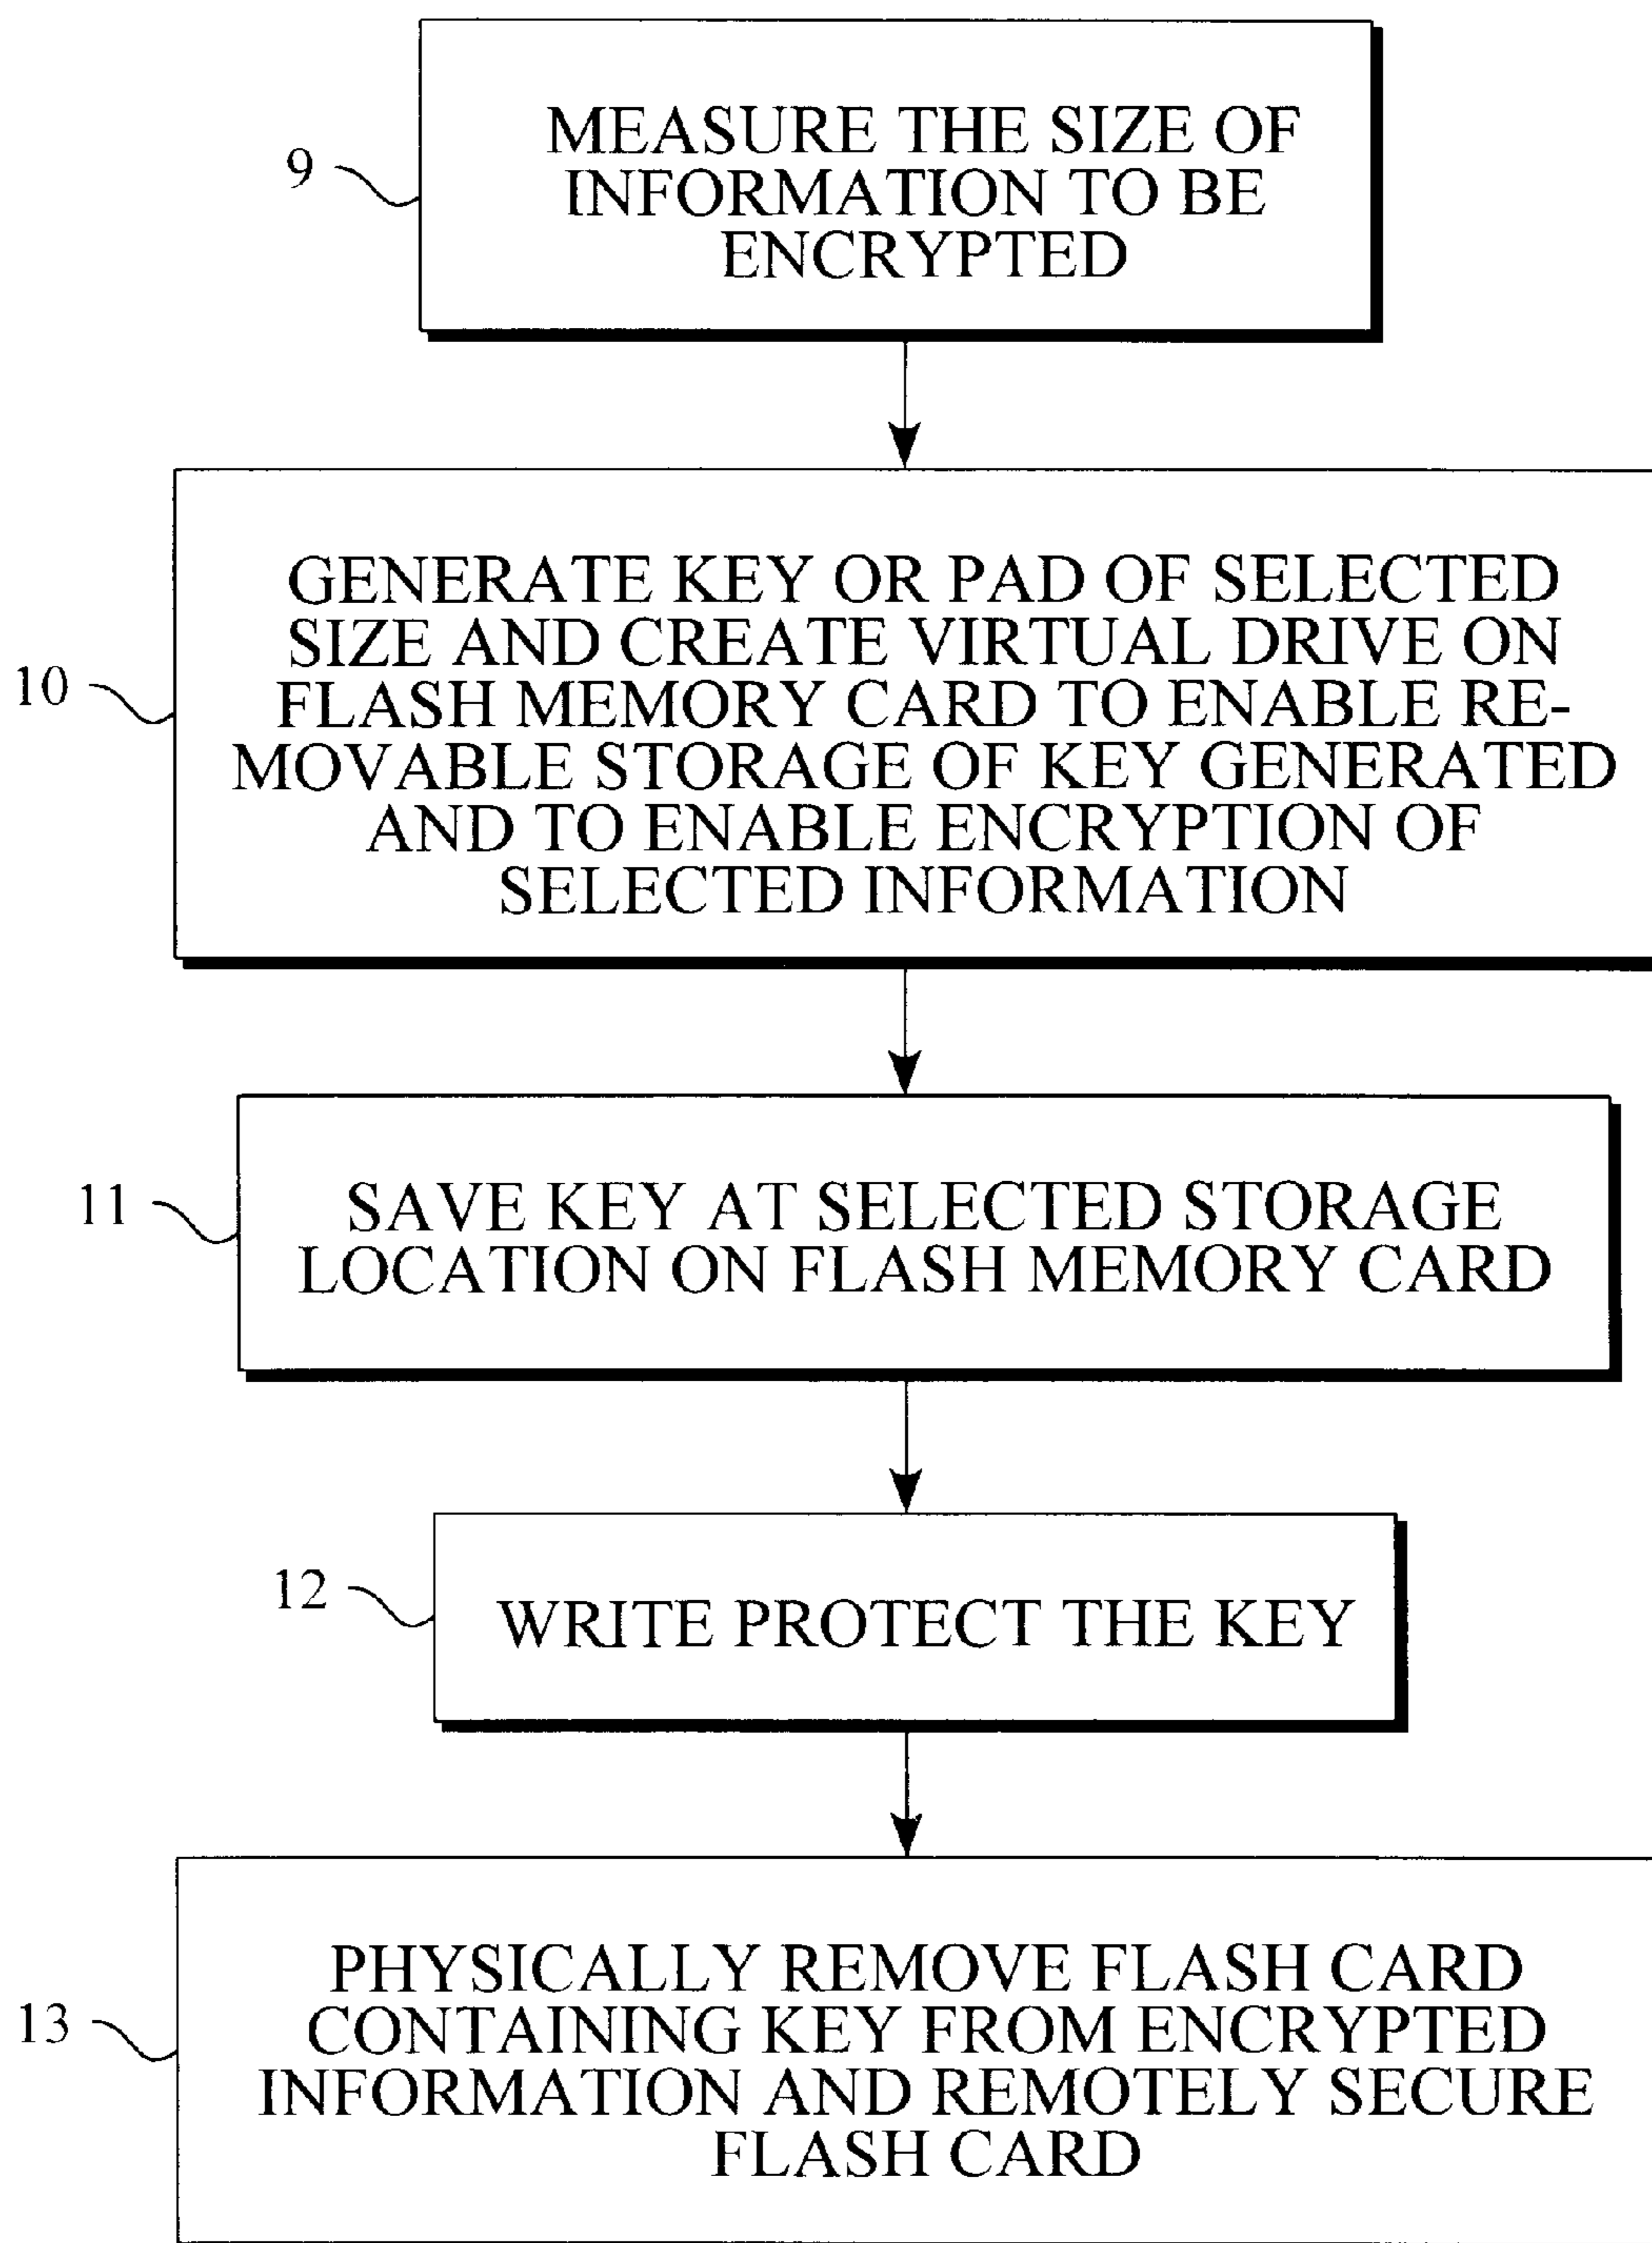 MEASURE THE SIZE OF
9
INFORMATION TO BE
ENCRYPTED
GENERATE KEY OR PAD OF SELECTED
SIZE AND CREATE VIRTUAL DRIVE ON
10
FLASH MEMORY CARD TO ENABLE RE-
MOVABLE STORAGE OF KEY GENERATED
AND TO ENABLE ENCRYPTION OF
SELECTED INFORMATION
11
SAVE KEY AT SELECTED STORAGE
LOCATION ON FLASH MEMORY CARD
12
WRITE PROTECT THE KEY
PHYSICALLY REMOVE FLASH CARD
13
CONTAINING KEY FROM ENCRYPTED
INFORMATION AND REMOTELY SECURE
FLASH CARD